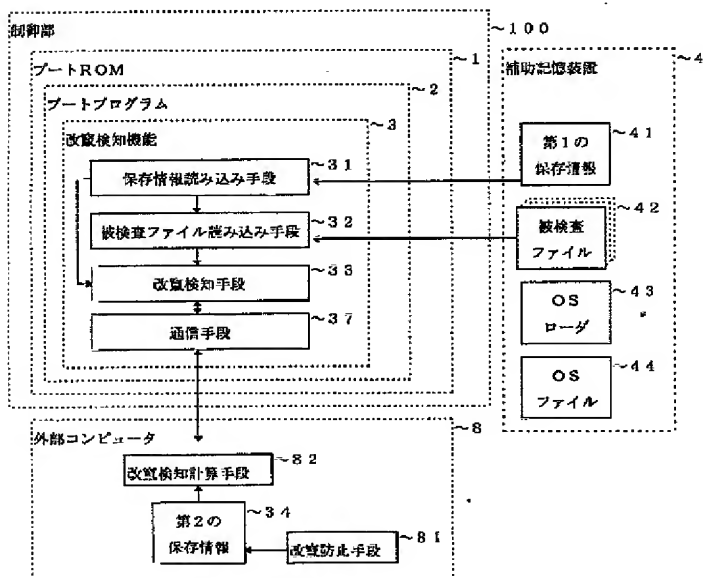 制御部
～100
ブートROM
～1
ブートプログラム
～2
改竄検知機能
～3
保存情報読み込み手段
～31
被検査ファイル読み込み手段
～32
改竄検知手段
～33
通信手段
～37
補助記憶装置
～4
第1の
保存情報
～41
被検査
ファイル
～42
OS
ローダ
～43
OS
ファイル
～44
外部コンピュータ
～8
改竄検知計算手段
～82
第2の
保存情報
～34
改竄防止手段
～81